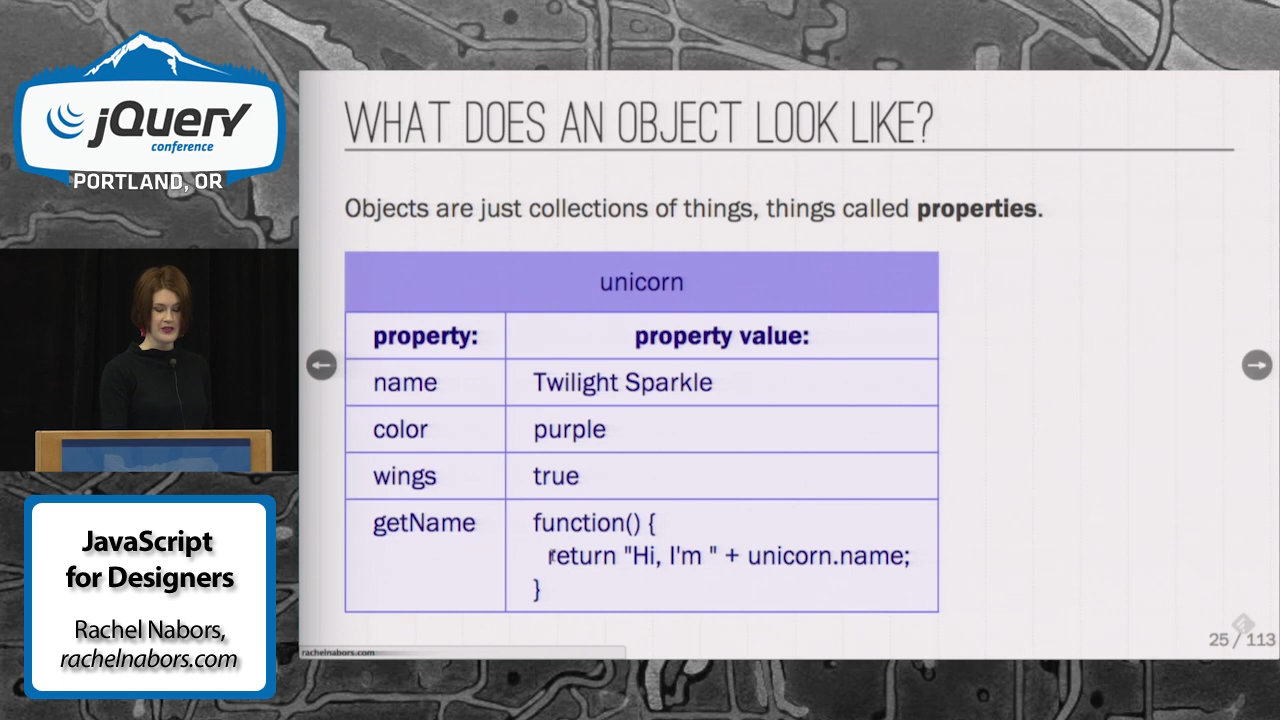 jQuery
conference
PORTLAND, OR
WHAT DOES AN OBJECT LOOK LIKE?
Objects are just collections of things, things called properties.
unicorn
property: property value:
name Twilight Sparkle
color purple
wings true
getName function() {
return "Hi, I'm " + unicorn.name;
}
JavaScript
for Designers
Rachel Nabors,
rachelnabors.com
rachelnabors.com
25 / 113